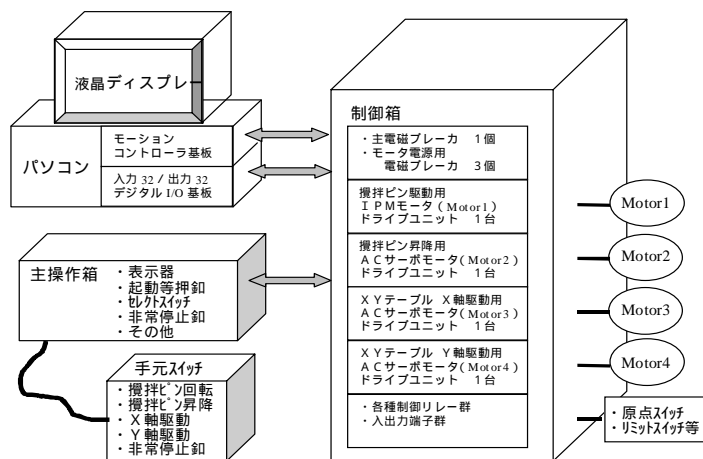 液晶ディスプレ
パソコン
モーション
コントローラ基板
入力 32 / 出力 32
デジタル I/O 基板
主操作箱
・表示器
・起動等押釦
・セレクトスイッチ
・非常停止釦
・その他
手元スイッチ
・攪拌ピン回転
・攪拌ピン昇降
・X軸駆動
・Y軸駆動
・非常停止釦
制御箱
・主電磁ブレーカ 1個
・モータ電源用
電磁ブレーカ 3個
攪拌ピン駆動用
IPMモータ(Motor1)
ドライブユニット 1台
攪拌ピン昇降用
ACサーボモータ(Motor2)
ドライブユニット 1台
XYテーブル X軸駆動用
ACサーボモータ(Motor3)
ドライブユニット 1台
XYテーブル Y軸駆動用
ACサーボモータ(Motor4)
ドライブユニット 1台
・各種制御リレー群
・入出力端子群
Motor1
Motor2
Motor3
Motor4
・原点スイッチ
・リミットスイッチ等